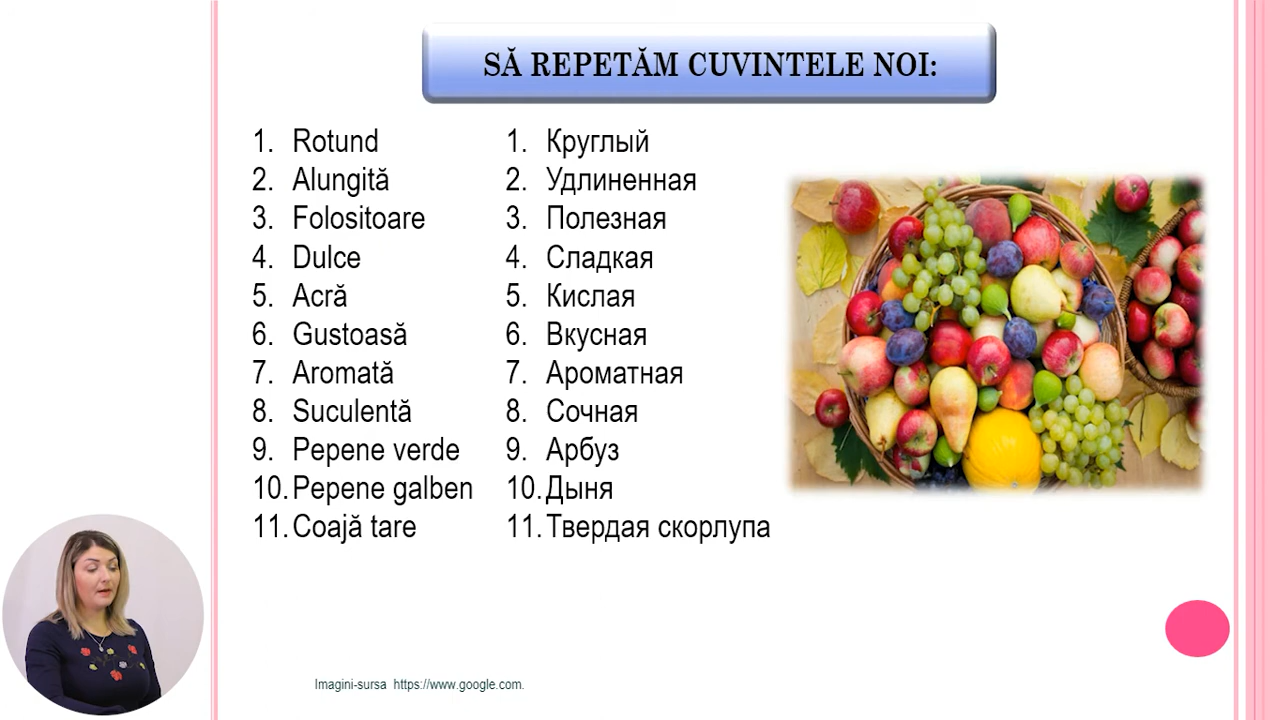 SĂ REPETĂM CUVINTELE NOI:
1. Rotund
2. Alungită
3. Folositoare
4. Dulce
5. Acră
6. Gustoasă
7. Aromată
8. Suculentă
9. Pepene verde
10. Pepene galben
11. Coajă tare
1. Круглый
2. Удлиненная
3. Полезная
4. Сладкая
5. Кислая
6. Вкусная
7. Ароматная
8. Сочная
9. Арбуз
10. Дыня
11. Твердая скорлупа
Imagini-sursa https://www.google.com.